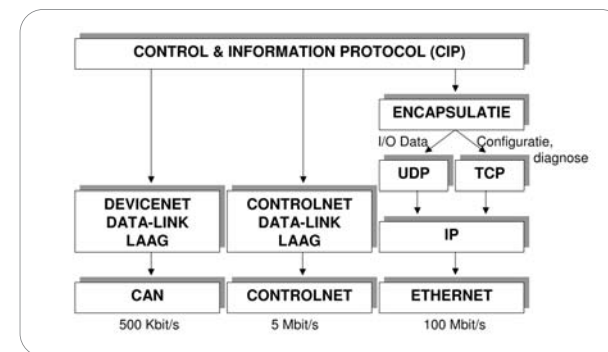 CONTROL & INFORMATION PROTOCOL (CIP)
ENCAPSULATIE
I/O Data
Configuratie,
diagnose
UDP
TCP
DEVICENET
DATA-LINK
LAAG
CONTROLNET
DATA-LINK
LAAG
IP
CAN
CONTROLNET
ETHERNET
500 Kbit/s
5 Mbit/s
100 Mbit/s